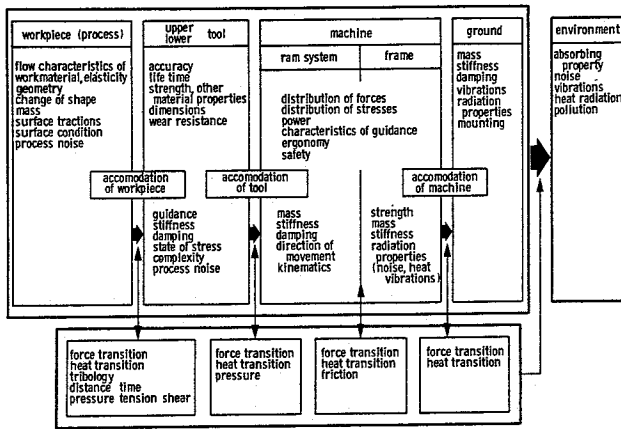 workpiece (process)
flow characteristics of
workmaterial, elasticity
geometry
change of shape
mass
surface tractions
surface condition
process noise
accomodation
of workpiece
upper
lower tool
accuracy
life time
strength, other
material properties
dimensions
wear resistance
guidance
stiffness
damping
state of stress
complexity
process noise
accomodation
of tool
machine
ram system
frame
distribution of forces
distribution of stresses
power
characteristics of guidance
ergonomy
safety
mass
stiffness
damping
direction of
movement
kinematics
strength
mass
stiffness
radiation
properties
(noise, heat
vibrations)
accomodation
of machine
ground
mass
stiffness
damping
vibrations
radiation
properties
mounting
environment
absorbing
property
noise
vibrations
heat radiation
pollution
force transition
heat transition
tribology
distance time
pressure tension shear
force transition
heat transition
pressure
force transition
heat transition
friction
force transition
heat transition